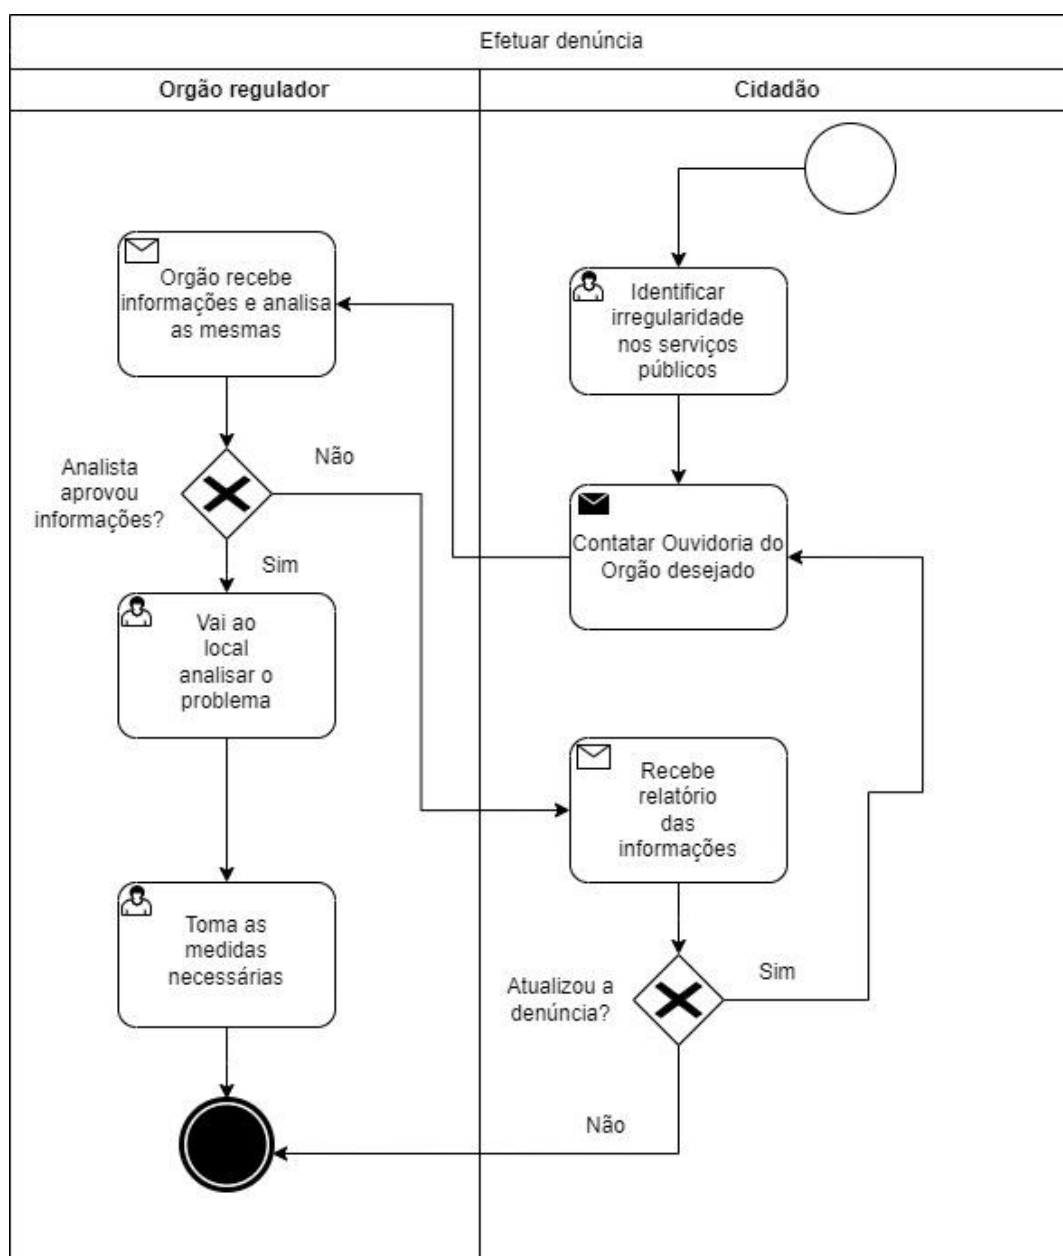 Efetuar denúncia
Orgão regulador
Cidadão
Orgão recebe
informações e analisa
as mesmas
Identificar
irregularidade
nos serviços
públicos
Analista
aprovou
informações?
Não
Sim
Contatar Ouvidoria do
Orgão desejado
Vai ao
local
analisar o
problema
Recebe
relatório
das
informações
Toma as
medidas
necessárias
Atualizou a
denúncia?
Sim
Não